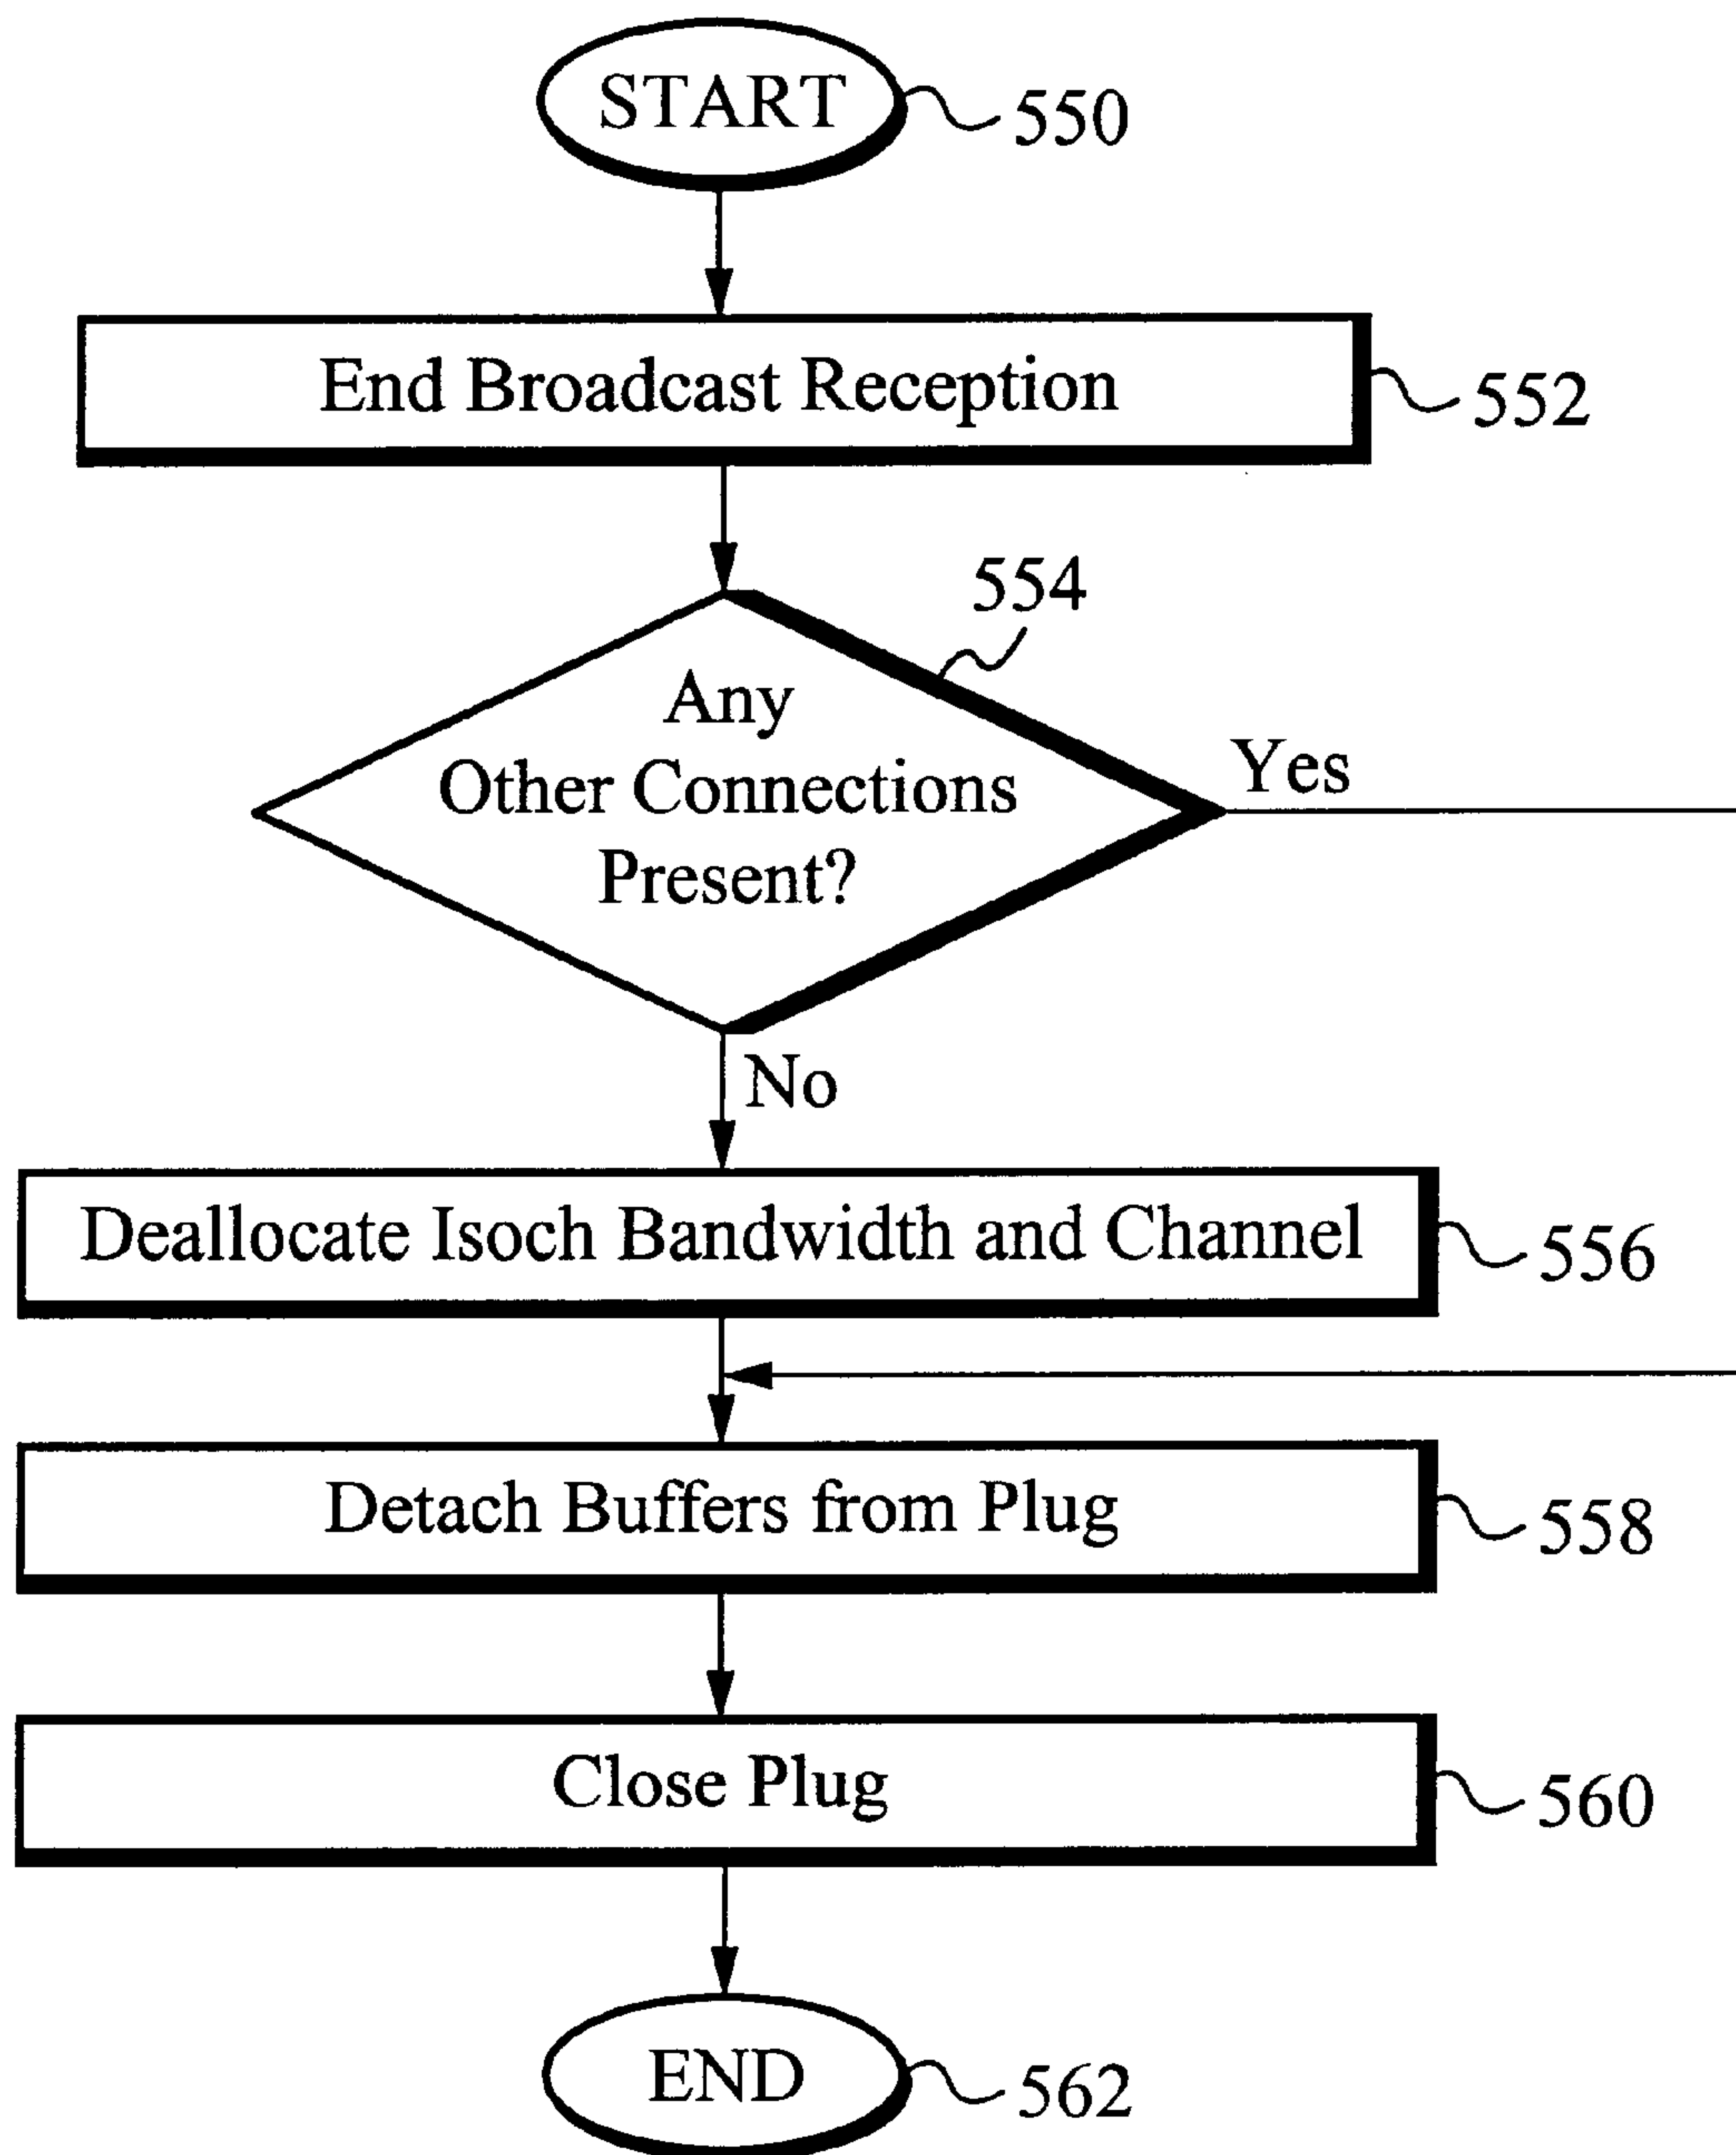 START
550
End Broadcast Reception
552
554
Any
Other Connections
Present?
Yes
No
Deallocate Isoch Bandwidth and Channel
556
Detach Buffers from Plug
558
Close Plug
560
END
562